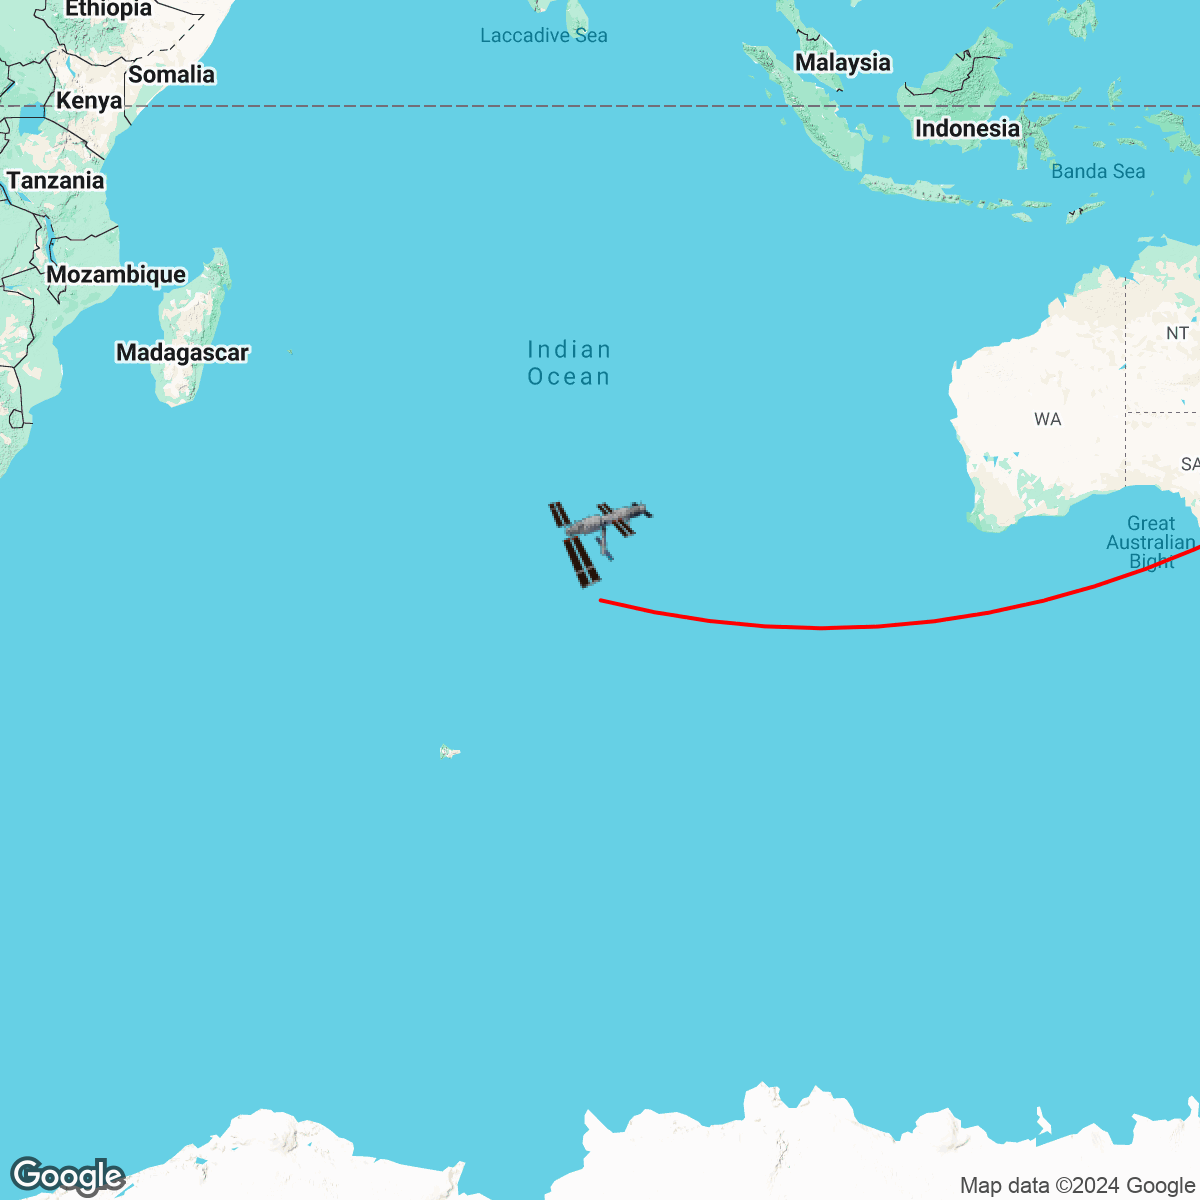 Ethiopia
Laccadive Sea
Malaysia
Somalia
Kenya
Indonesia
Banda Sea
Tanzania
Mozambique
NT
Madagascar
Indian
Ocean
WA
SA
Great
Australian
Bight
Google
Map data ©2024 Google